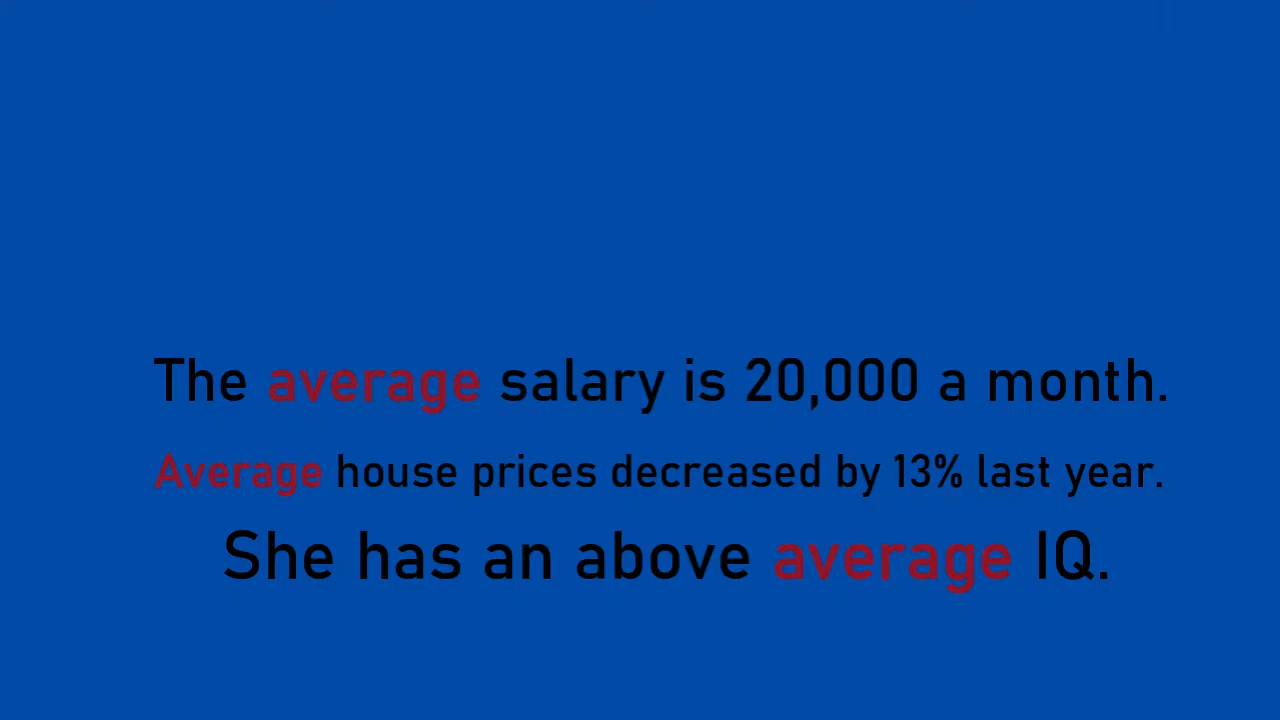 The average salary is 20,000 a month.
Average house prices decreased by 13% last year.
She has an above average IQ.